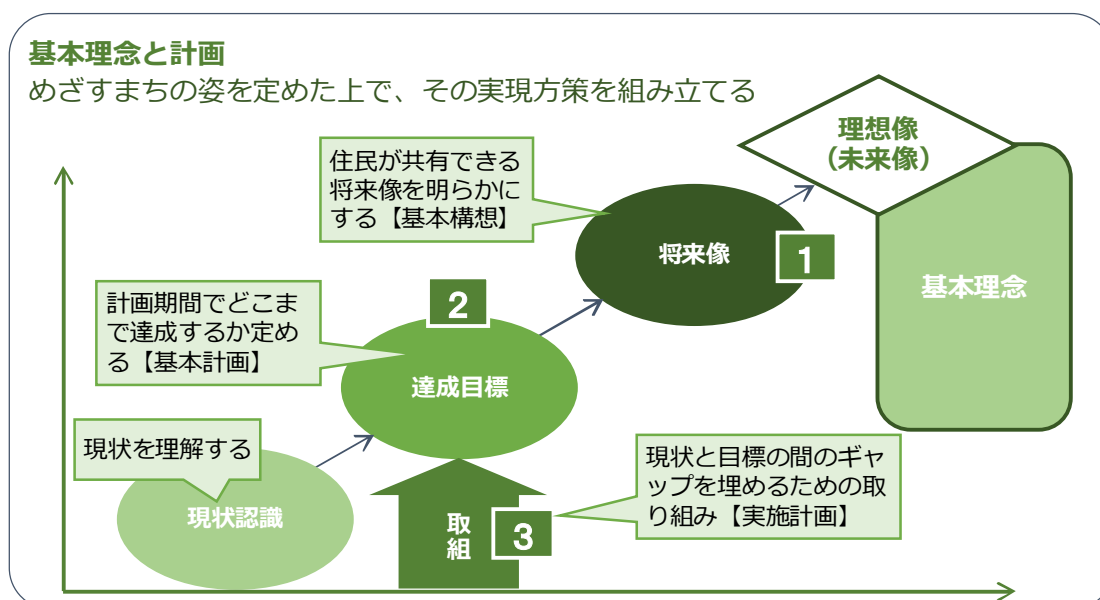 基本理念と計画
めざすまちの姿を定めた上で、その実現方策を組み立てる
理想像
（未来像）
住民が共有できる
将来像を明らかに
する【基本構想】
将来像
1
基本理念
2
計画期間でどこま
で達成するか定め
る【基本計画】
達成目標
現状を理解する
現状認識
取
組
3
現状と目標の間のギャ
ップを埋めるための取
り組み【実施計画】